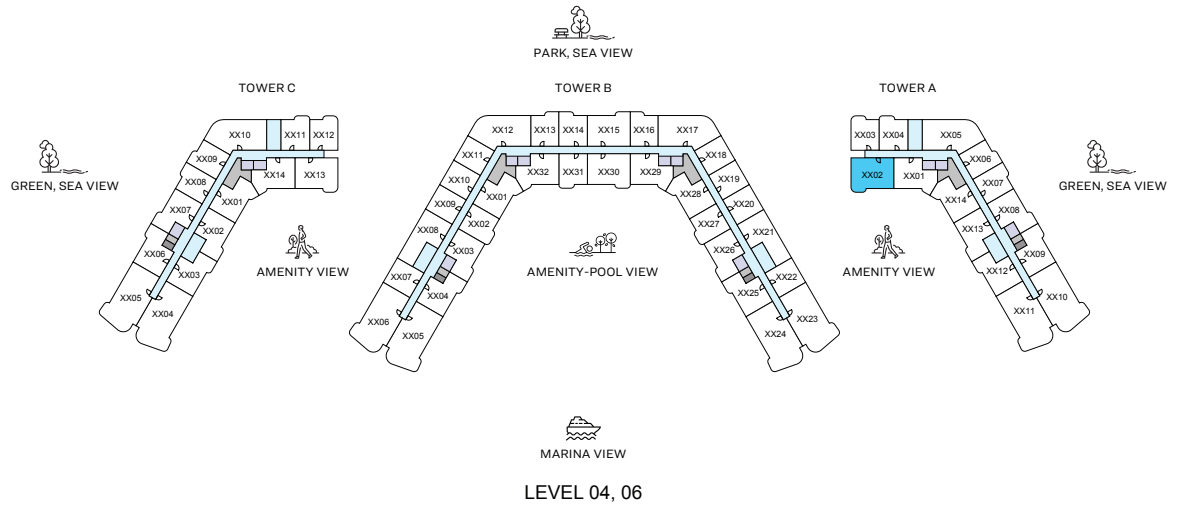 PARK, SEA VIEW
TOWER C
TOWER B
TOWER A
XX10
XX11
XX12
XX09
XX08
XX14
XX13
XX07
XX01
XX02
XX06
XX03
XX05
XX04
XX12
XX13
XX14
XX15
XX16
XX17
XX11
XX32
XX31
XX30
XX29
XX18
XX10
XX01
XX28
XX19
XX09
XX02
XX27
XX20
XX08
XX03
XX26
XX21
XX07
XX04
XX25
XX22
XX06
XX05
XX24
XX23
XX03
XX04
XX05
XX02
XX01
XX06
XX14
XX07
XX13
XX08
XX12
XX09
XX11
XX10
GREEN, SEA VIEW
GREEN, SEA VIEW
AMENITY VIEW
AMENITY-POOL VIEW
AMENITY VIEW
MARINA VIEW
LEVEL 04, 06